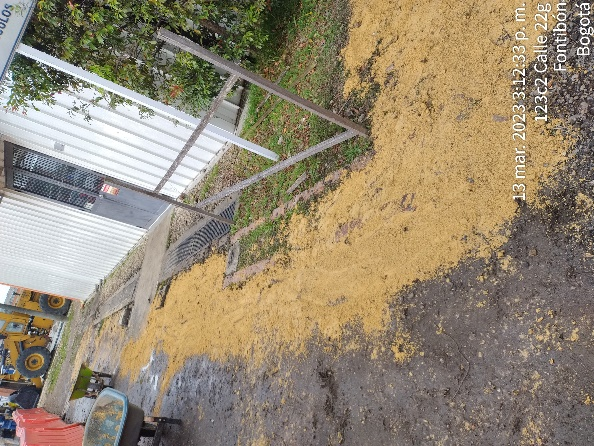 13 mar. 2023 3:12:33 p. m.
123c2 Calle 22g
Fontibón
Bogotá